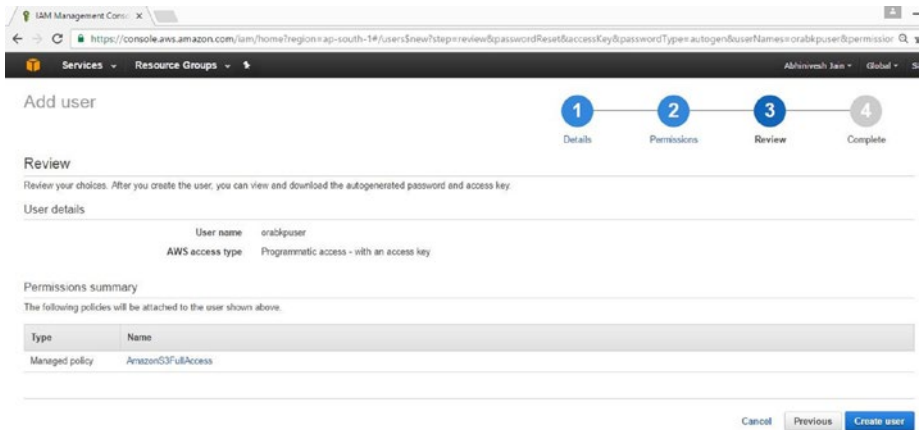 IAM Management Conso
https://console.aws.amazon.com/iam/home?region=ap-south-1#/users$new?step=review&passwordReset&accessKey&passwordType=autogen&userNames=orabkpuser&permission
Services Resource Groups Abhinivesh Jain Global
Add user
1 2 3 4
Details Permissions Review Complete
Review
Review your choices. After you create the user, you can view and download the autogenerated password and access key.
User details
User name orabkpuser
AWS access type Programmatic access - with an access key
Permissions summary
The following policies will be attached to the user shown above.
Type Name
Managed policy AmazonS3FullAccess
Cancel Previous Create user